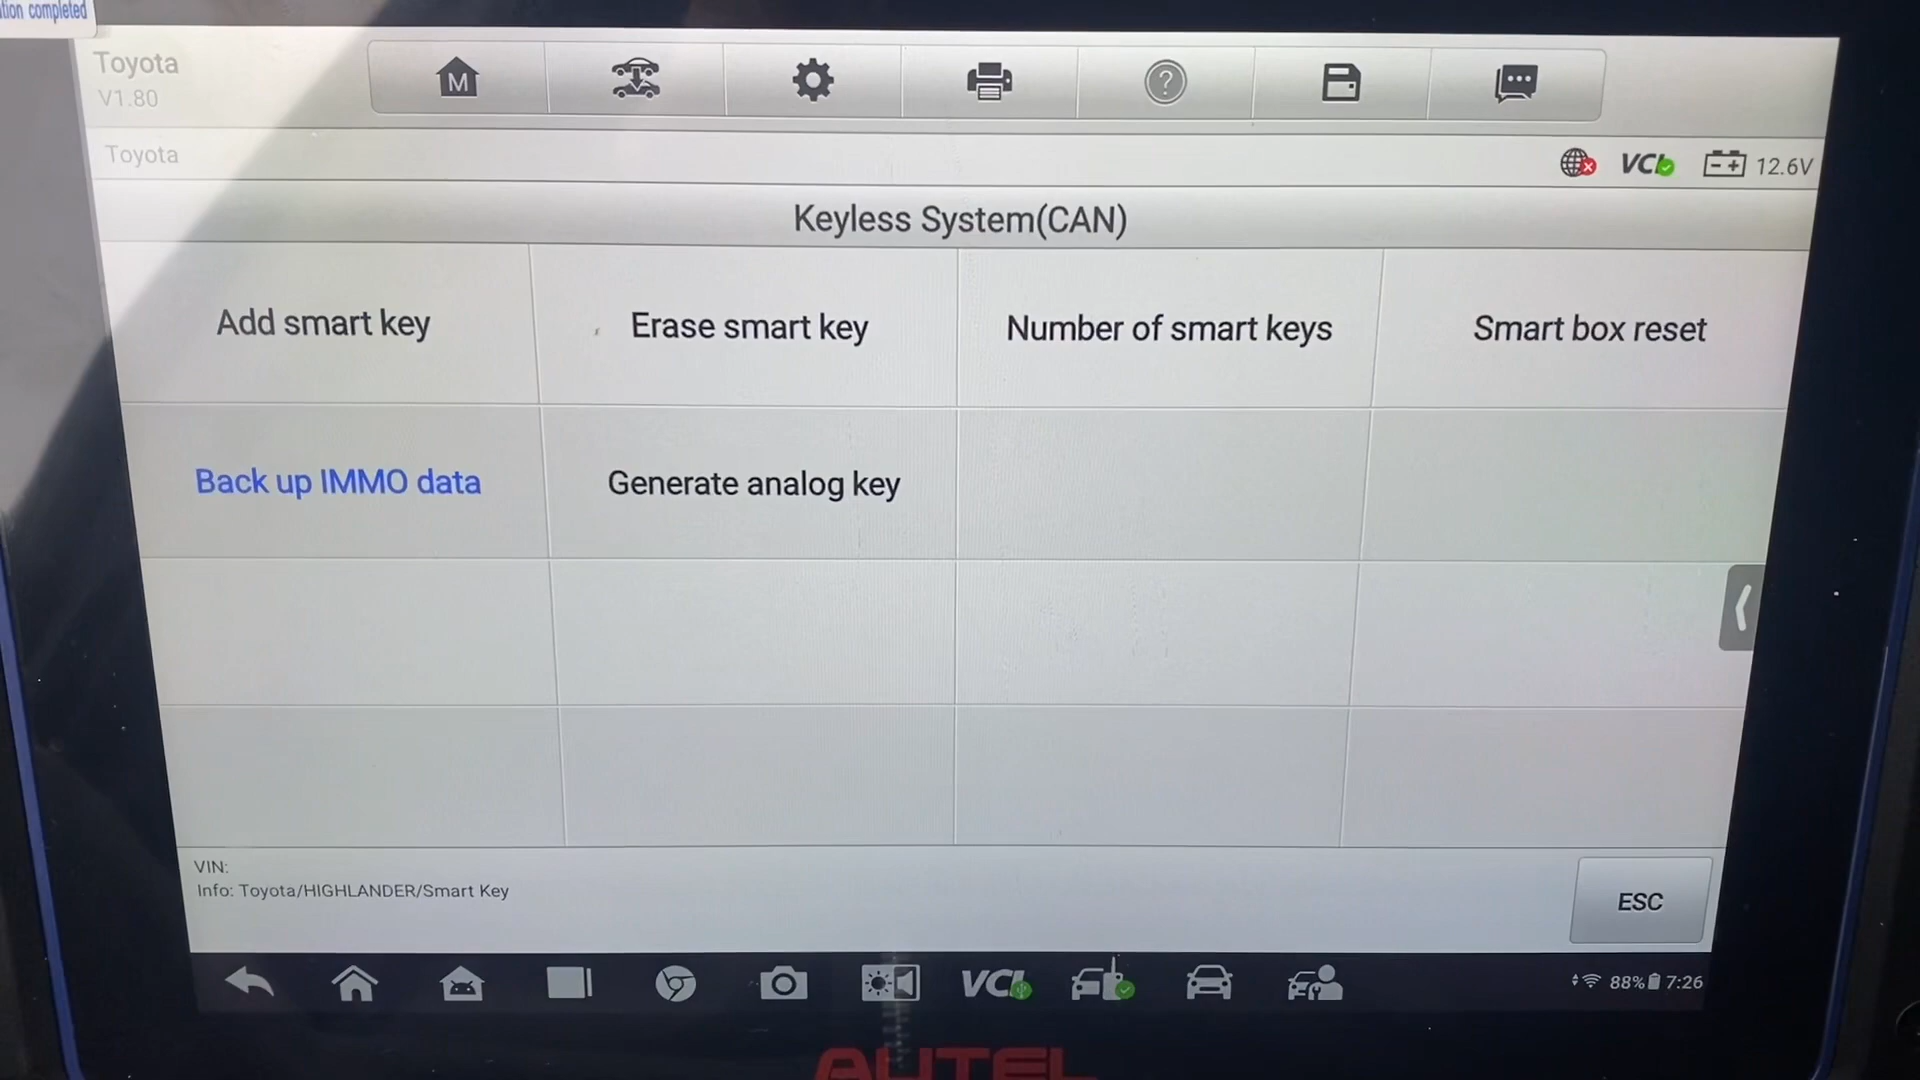 tion completed
Toyota
V1.80
M
?
Toyota
VCI
12.6V
Keyless System(CAN)
Add smart key
Erase smart key
Number of smart keys
Smart box reset
Back up IMMO data
Generate analog key
VIN:
Info: Toyota/HIGHLANDER/Smart Key
ESC
VCI
88%
7:26
AUTEL